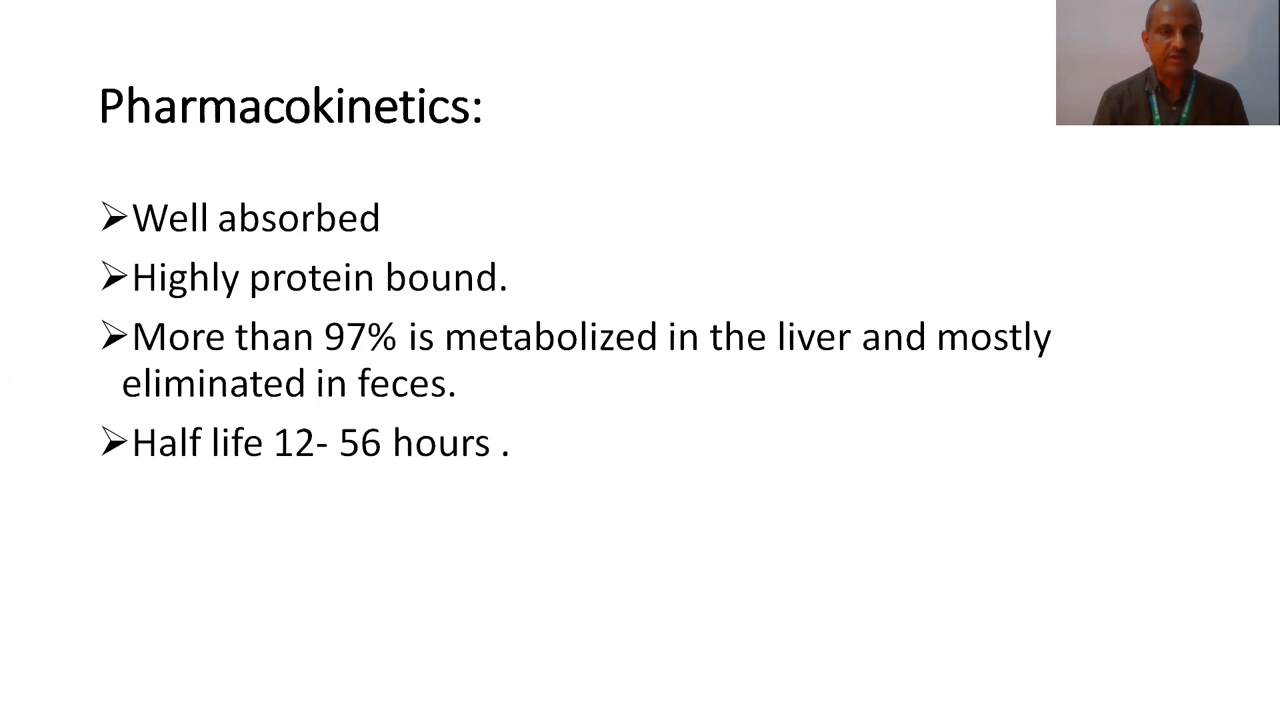 Pharmacokinetics:
➢Well absorbed
➢Highly protein bound.
➢More than 97% is metabolized in the liver and mostly
eliminated in feces.
➢Half life 12- 56 hours .